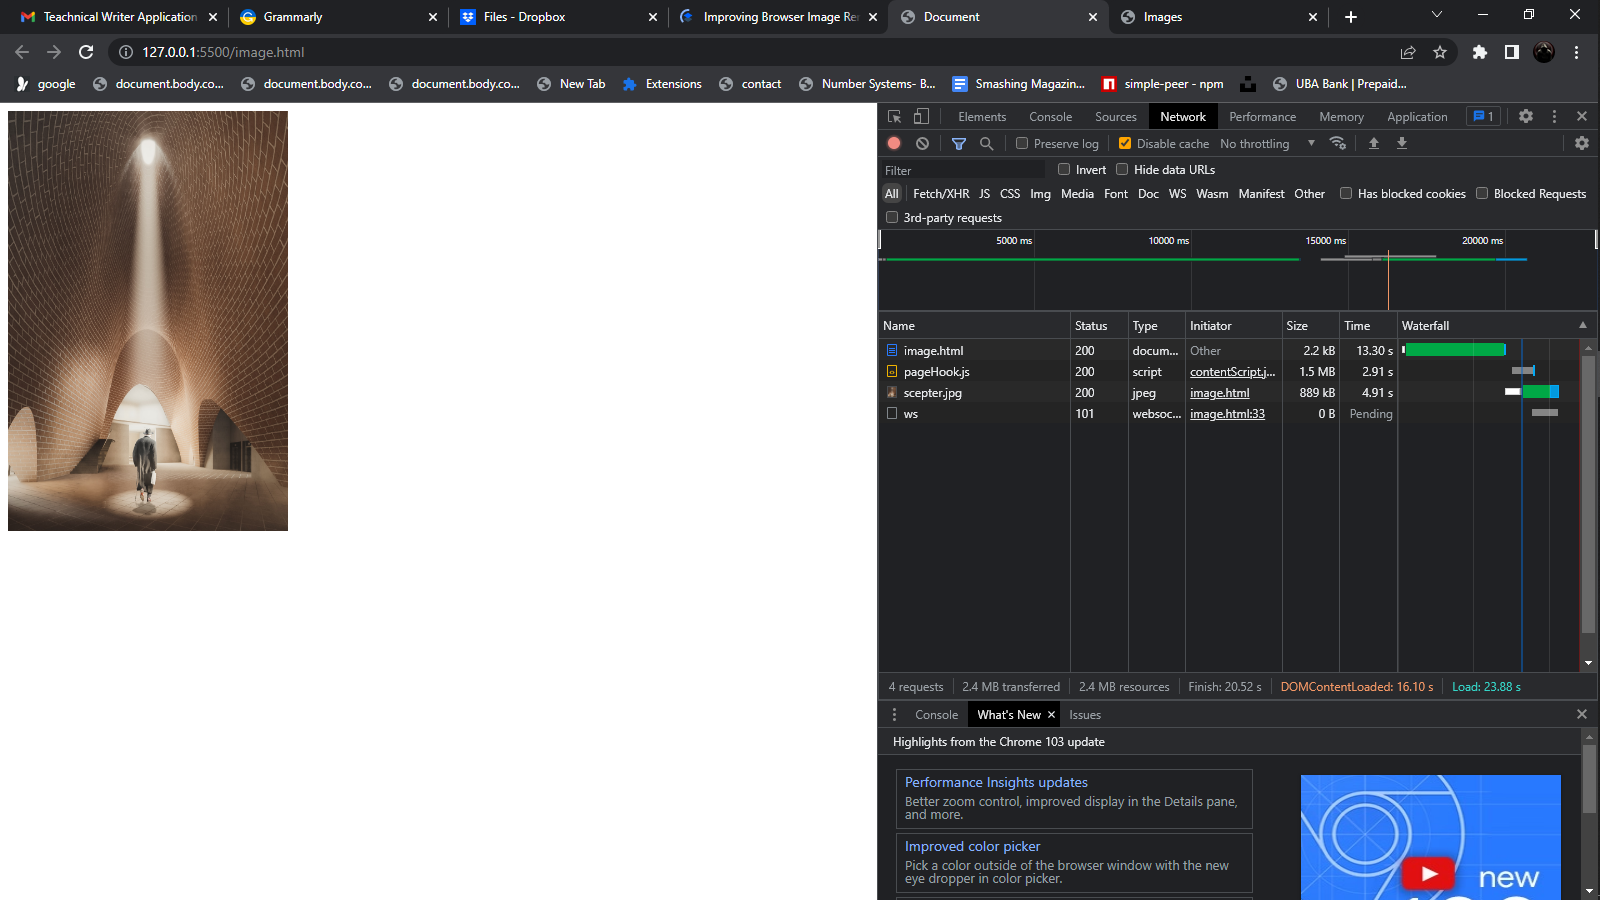 Teachnical Writer Application
Grammarly
Files - Dropbox
Improving Browser Image Re
Document
Images
127.0.0.1:5500/image.html
google
document.body.co...
document.body.co...
document.body.co...
New Tab
Extensions
contact
Number Systems- B...
Smashing Magazin...
simple-peer - npm
UBA Bank | Prepaid...
Elements Console Sources Network Performance Memory Application 1
Preserve log Disable cache No throttling
Filter Invert Hide data URLs
All Fetch/XHR JS CSS Img Media Font Doc WS Wasm Manifest Other Has blocked cookies Blocked Requests
3rd-party requests
5000 ms 10000 ms 15000 ms 20000 ms
Name Status Type Initiator Size Time Waterfall
image.html 200 docum... Other 2.2 kB 13.30 s
pageHook.js 200 script contentScript.j... 1.5 MB 2.91 s
scepter.jpg 200 jpeg image.html 889 kB 4.91 s
ws 101 websoc... image.html:33 0 B Pending
4 requests 2.4 MB transferred 2.4 MB resources Finish: 20.52 s DOMContentLoaded: 16.10 s Load: 23.88 s
Console What's New Issues
Highlights from the Chrome 103 update
Performance Insights updates
Better zoom control, improved display in the Details pane,
and more.
Improved color picker
Pick a color outside of the browser window with the new
eye dropper in color picker.
new